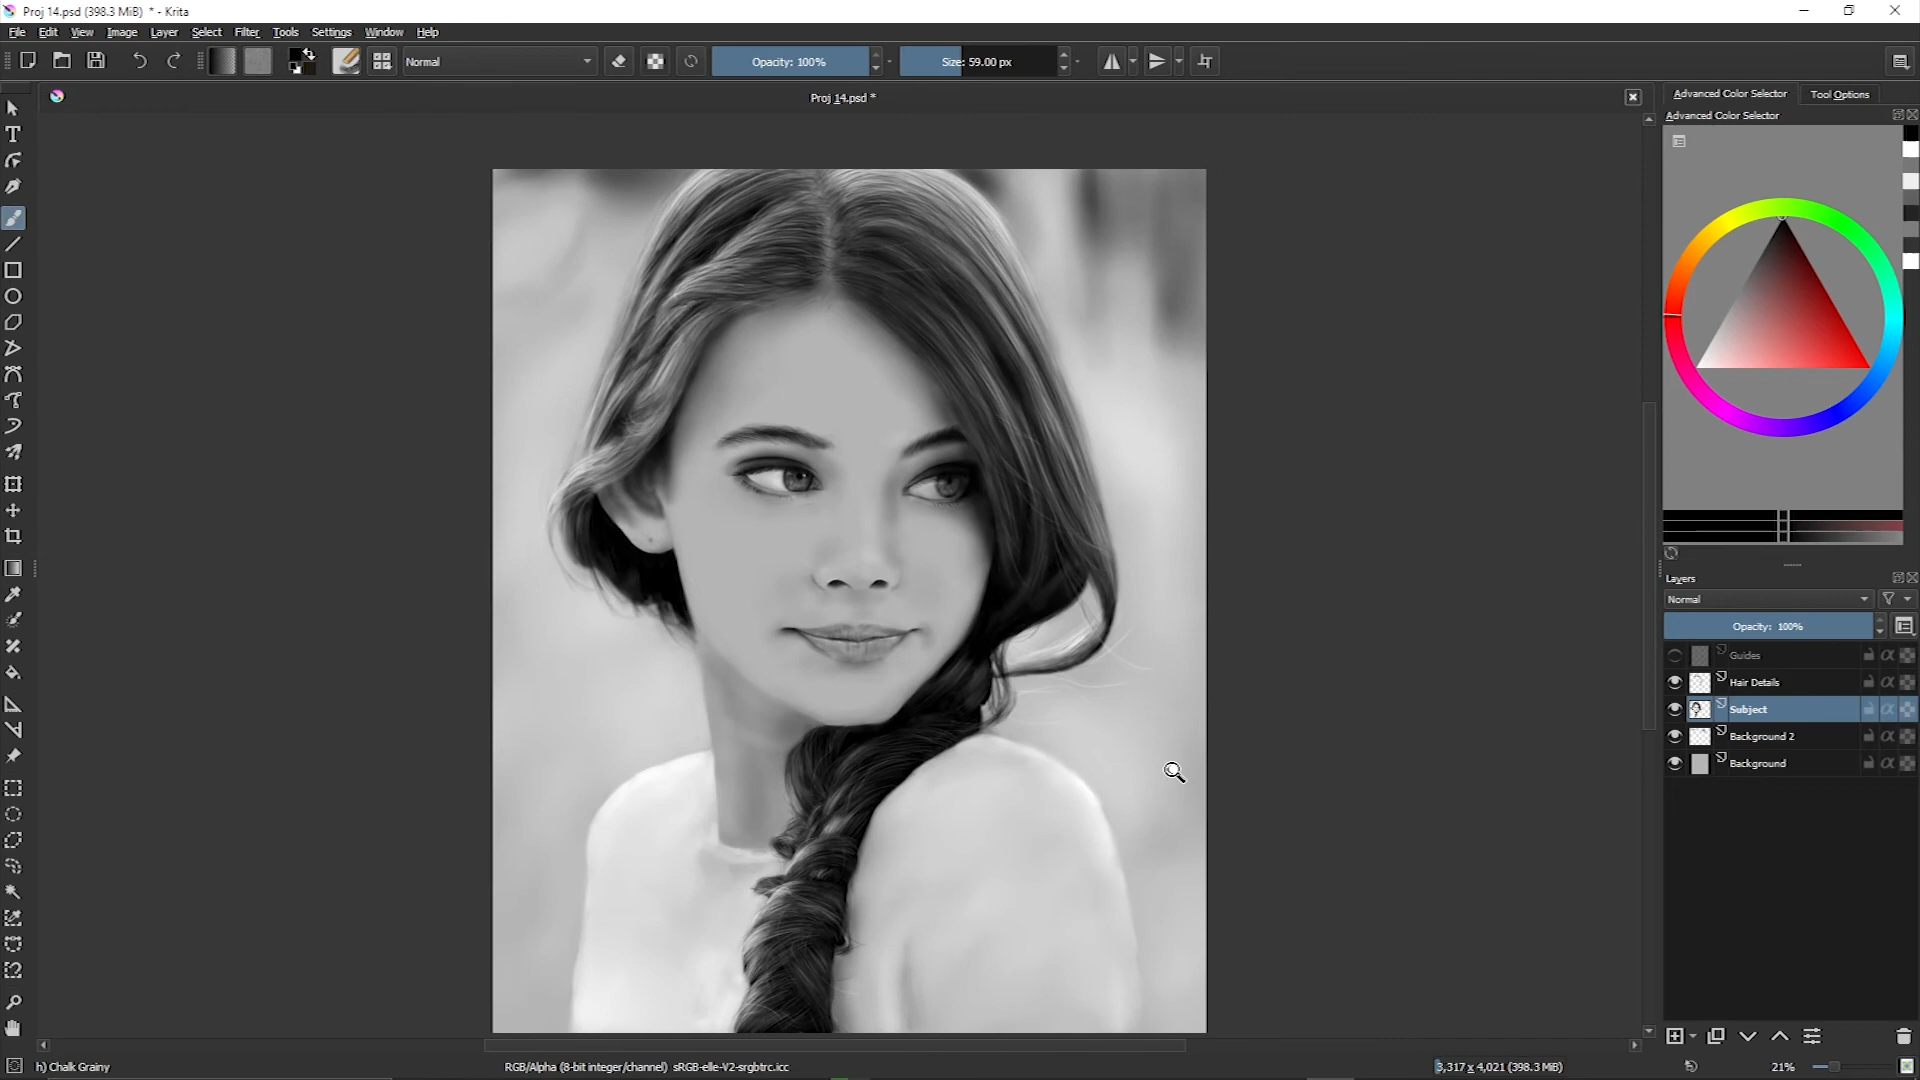 Proj 14.psd (398.3 MiB) * - Krita
File Edit View Image Layer Select Filter Tools Settings Window Help
Normal Opacity: 100% Size: 59.00 px
Proj 14.psd *
Advanced Color Selector Tool Options
Advanced Color Selector
Layers
Normal
Opacity: 100%
Guides
Hair Details
Subject
Background 2
Background
h) Chalk Grainy RGB/Alpha (8-bit integer/channel) sRGB-elle-V2-srgbtrc.icc 3,317 x 4,021 (398.3 MiB) 21%